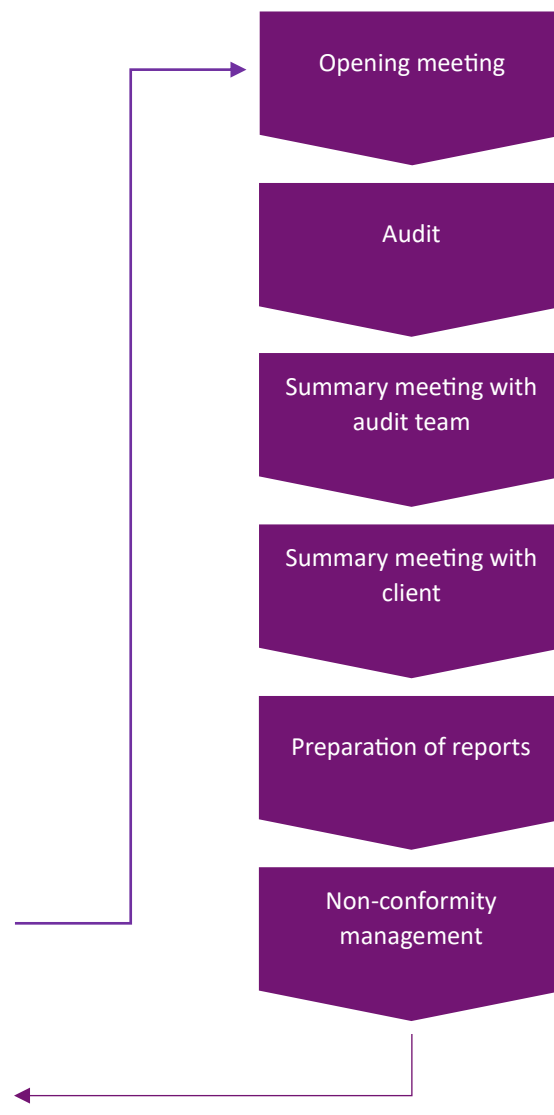 Opening meeting
Audit
Summary meeting with
audit team
Summary meeting with
client
Preparation of reports
Non-conformity
management